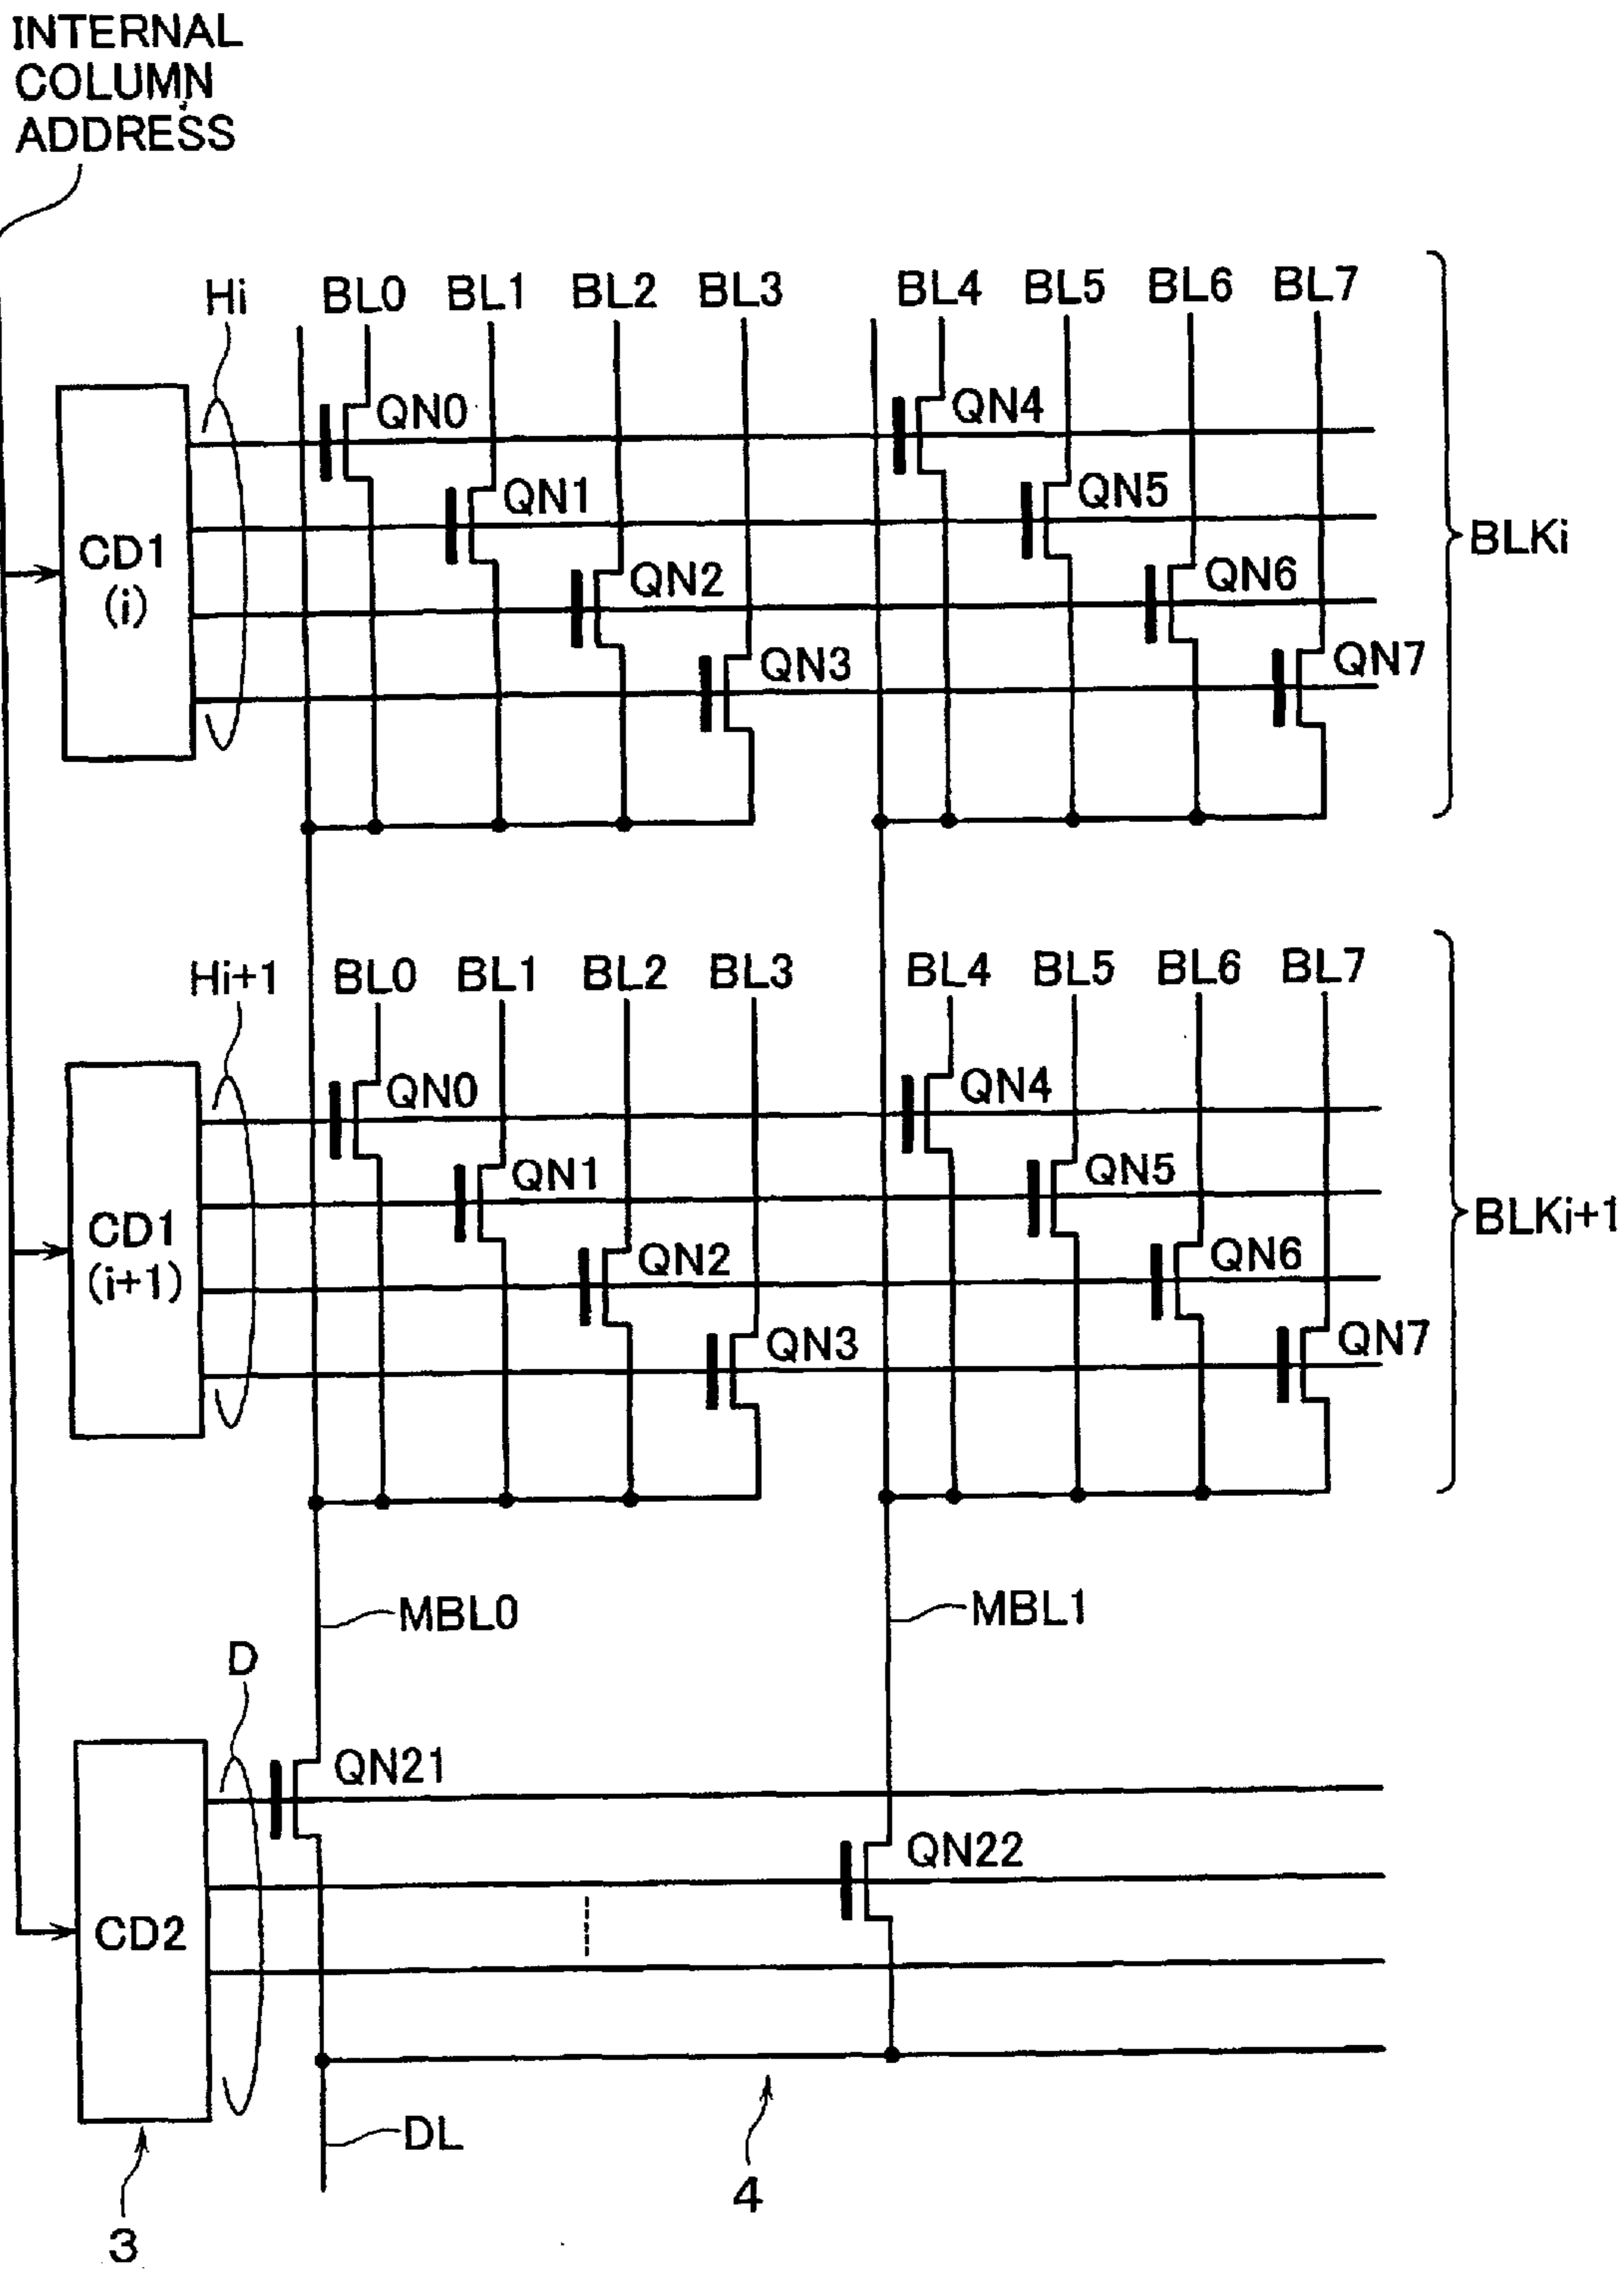 INTERNAL
COLUMN
ADDRESS
Hi BL0 BL1 BL2 BL3 BL4 BL5 BL6 BL7
QN0 QN4
QN1 QN5
CD1
(i)
QN2 QN6
QN3 QN7
BLKi
Hi+1 BL0 BL1 BL2 BL3 BL4 BL5 BL6 BL7
QN0 QN4
QN1 QN5
CD1
(i+1)
QN2 QN6
QN3 QN7
BLKi+1
MBL0 MBL1
D
QN21
QN22
CD2
DL
3
4